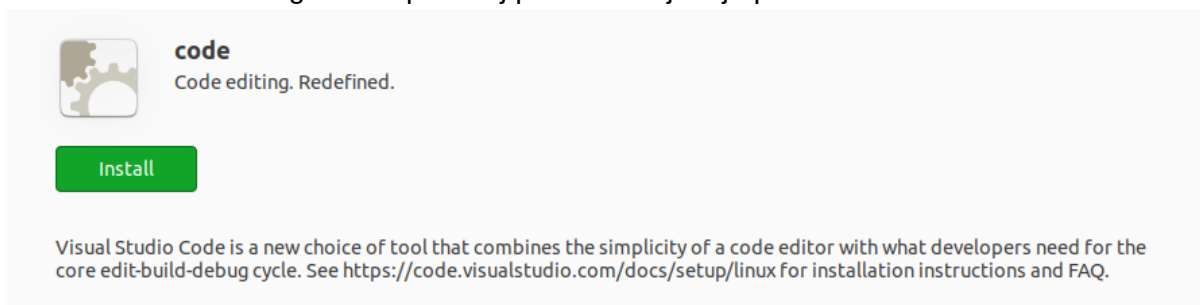 code
Code editing. Redefined.
Install
Visual Studio Code is a new choice of tool that combines the simplicity of a code editor with what developers need for the
core edit-build-debug cycle. See https://code.visualstudio.com/docs/setup/linux for installation instructions and FAQ.